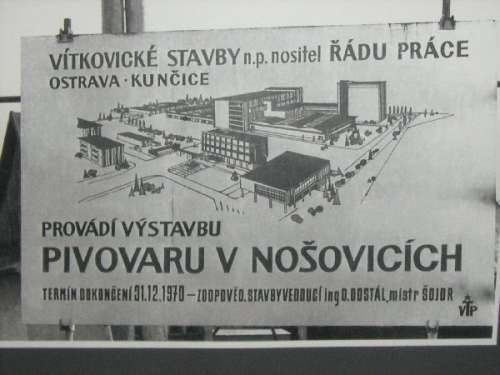 VÍTKOVICKÉ STAVBY n.p. nositel ŘÁDU PRÁCE
OSTRAVA - KUNČICE
PROVÁDÍ VÝSTAVBU
PIVOVARU V NOŠOVICÍCH
TERMÍN DOKONČENÍ 31.12.1970 – ZODPOVĚD. STAVBYVEDOUCÍ ing O.DOSTÁL, mistr ŠOJDR